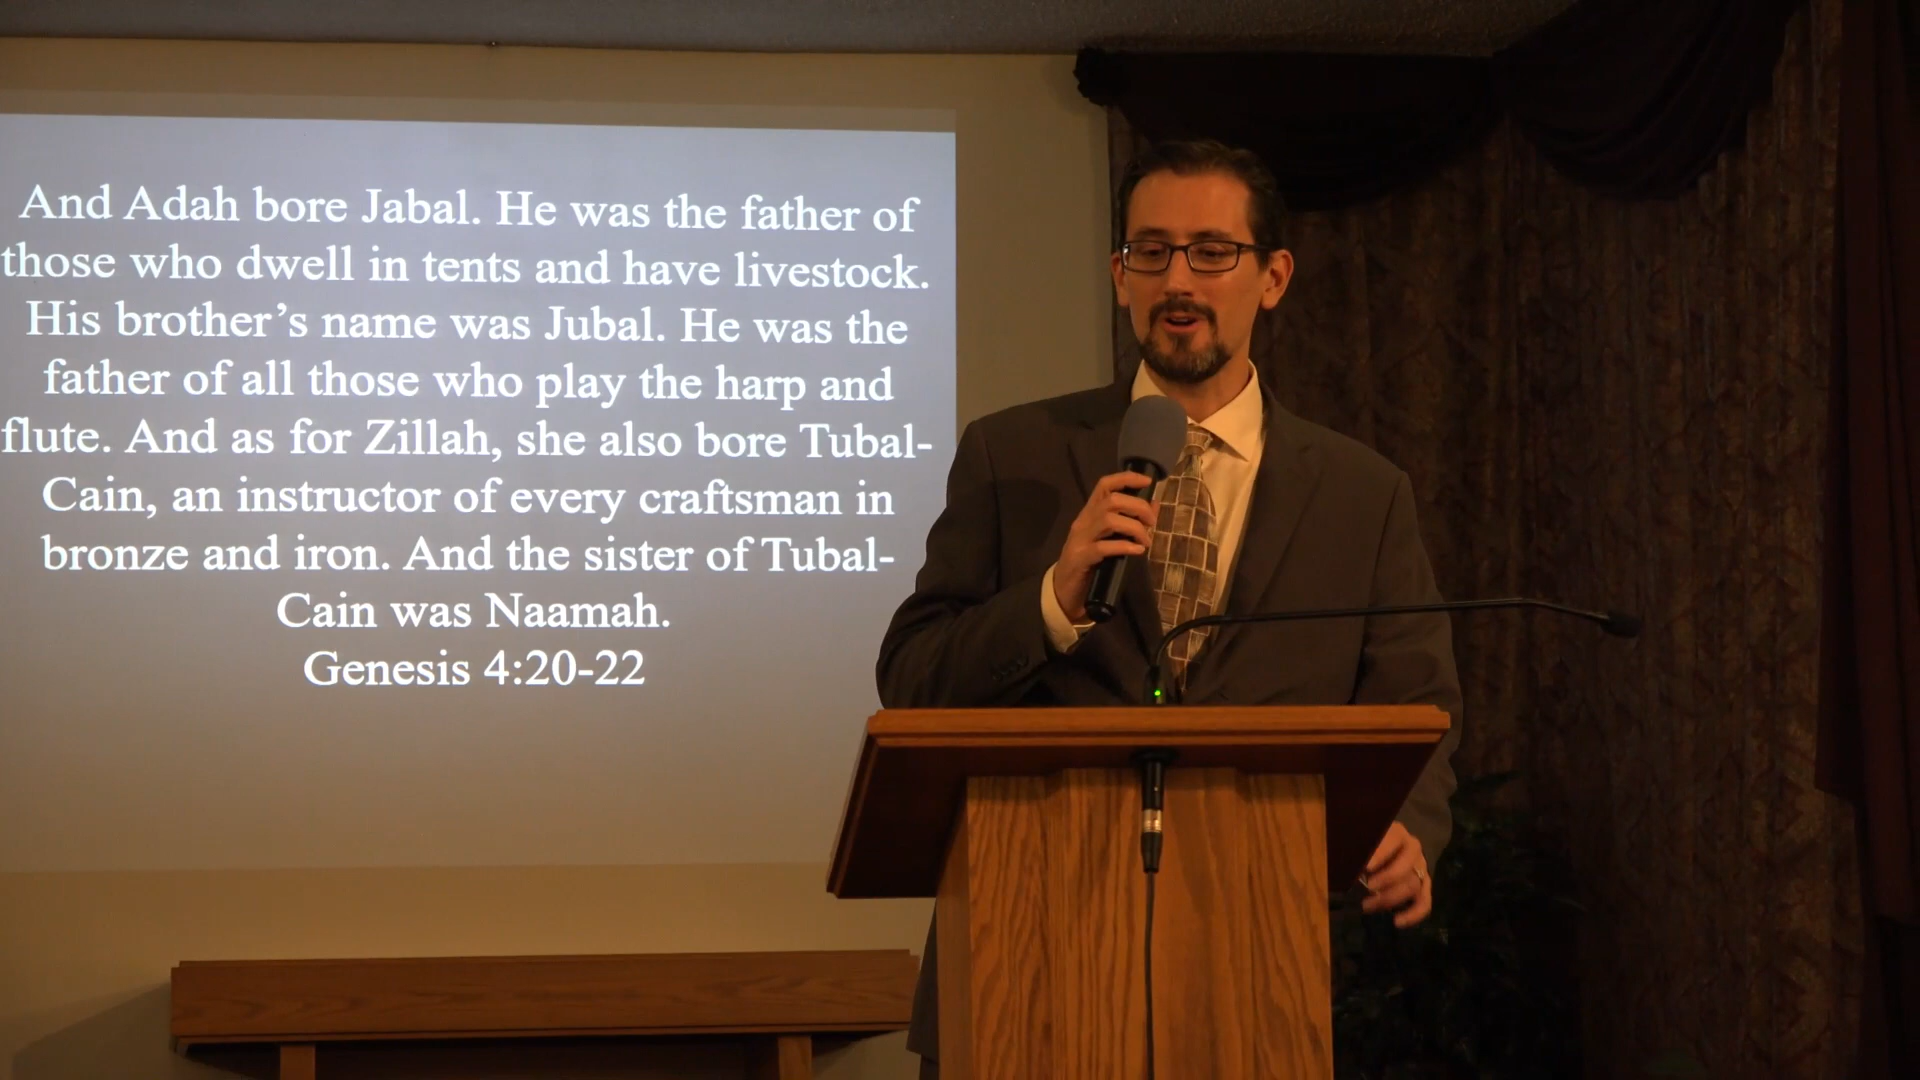 And Adah bore Jabal. He was the father of
those who dwell in tents and have livestock.
His brother’s name was Jubal. He was the
father of all those who play the harp and
flute. And as for Zillah, she also bore Tubal-
Cain, an instructor of every craftsman in
bronze and iron. And the sister of Tubal-
Cain was Naamah.
Genesis 4:20-22